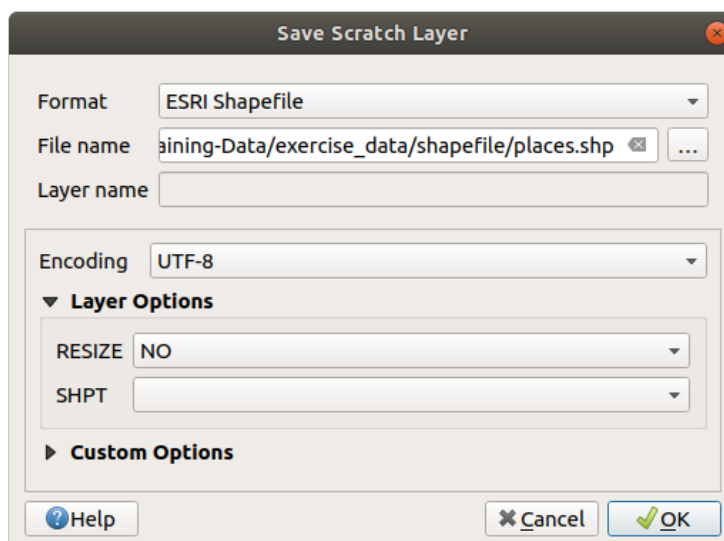 Save Scratch Layer
Format ESRI Shapefile
File name aining-Data/exercise_data/shapefile/places.shp ...
Layer name
Encoding UTF-8
Layer Options
RESIZE NO
SHPT
Custom Options
Help Cancel OK